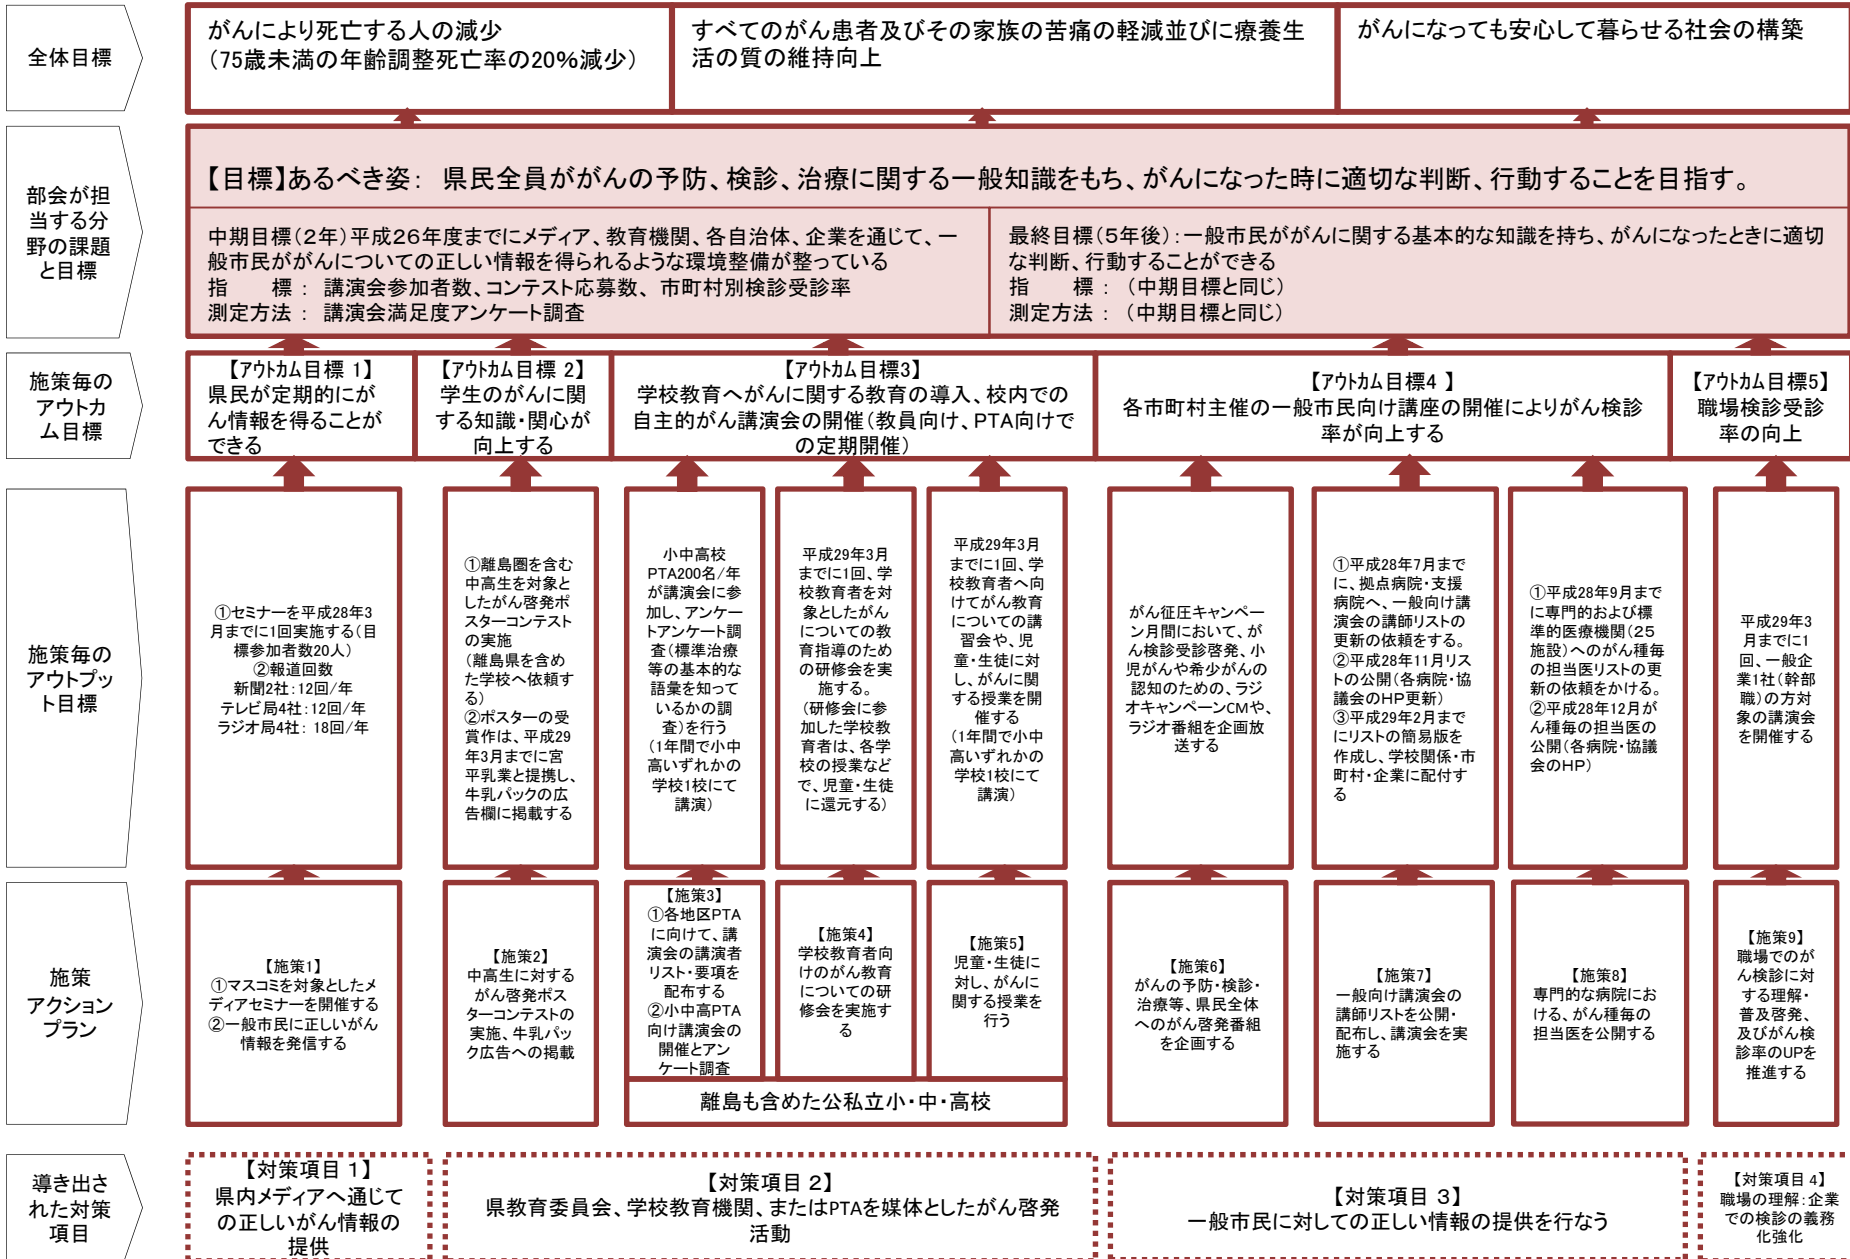 全体目標
がんにより死亡する人の減少
（75歳未満の年齢調整死亡率の20%減少）
すべてのがん患者及びその家族の苦痛の軽減並びに療養生
活の質の維持向上
がんになっても安心して暮らせる社会の構築
部会が担
当する分
野の課題
と目標
【目標】あるべき姿： 県民全員ががんの予防、検診、治療に関する一般知識をもち、がんになった時に適切な判断、行動することを目指す。
中期目標（2年）平成26年度までにメディア、教育機関、各自治体、企業を通じて、一
般市民ががんについての正しい情報を得られるような環境整備が整っている
指　　標 ： 講演会参加者数、コンテスト応募数、 市町村別検診受診率
測定方法 ： 講演会満足度アンケート調査
最終目標（5年後）：一般市民ががんに関する基本的な知識を持ち、がんになったときに適切
な判断、行動することができる
指　　標 ： （中期目標と同じ）
測定方法 ： （中期目標と同じ）
施策毎の
アウトカ
ム目標
【アウトカム目標 1】
県民が定期的にが
ん情報を得ることが
できる
【アウトカム目標 2】
学生のがんに関
する知識・関心が
向上する
【アウトカム目標3】
学校教育へがんに関する教育の導入、校内での
自主的がん講演会の開催（教員向け、PTA向けで
の定期開催）
【アウトカム目標4 】
各市町村主催の一般市民向け講座の開催によりがん検診
率が向上する
【アウトカム目標5】
職場検診受診
率の向上
施策毎の
アウトプッ
ト目標
①セミナーを平成28年3
月までに1回実施する（目
標参加者数20人）
②報道回数
新聞2社：12回/年
テレビ局4社：12回/年
ラジオ局4社： 18回/年
①離島圏を含む
中高生を対象と
したがん啓発ポ
スターコンテスト
の実施
（離島県を含め
た学校へ依頼す
る）
②ポスターの受
賞作は、平成29
年3月までに宮
平乳業と提携し、
牛乳パックの広
告欄に掲載する
小中高校
PTA200名/年
が講演会に参
加し、アンケー
トアンケート調
査（標準治療
等の基本的な
語彙を知って
いるかの調
査）を行う
（1年間で小中
高いずれかの
学校1校にて
講演）
平成29年3月
までに1回、学
校教育者を対
象としたがん
についての教
育指導のため
の研修会を実
施する。
（研修会に参
加した学校教
育者は、各学
校の授業など
で、児童・生徒
に還元する）
平成29年3月
までに1回、学
校教育者へ向
けてがん教育
についての講
習会や、児
童・生徒に対
し、がんに関
する授業を開
催する
（1年間で小中
高いずれかの
学校1校にて
講演）
がん征圧キャンペー
ン月間において、が
ん検診受診啓発、小
児がんや希少がんの
認知のための、ラジ
オキャンペーンCMや、
ラジオ番組を企画放
送する
①平成28年7月まで
に、拠点病院・支援
病院へ、一般向け講
演会の講師リストの
更新の依頼をする。
②平成28年11月リス
トの公開（各病院・協
議会のHP更新）
③平成29年2月まで
にリストの簡易版を
作成し、学校関係・市
町村・企業に配付す
る
①平成28年9月まで
に専門的および標
準的医療機関（25
施設）へのがん種毎
の担当医リストの更
新の依頼をかける。
②平成28年12月が
ん種毎の担当医の
公開（各病院・協議
会のHP）
平成29年3
月までに1
回、一般企
業1社（幹部
職）の方対
象の講演会
を開催する
施策
アクション
プラン
【施策1】
①マスコミを対象としたメ
ディアセミナーを開催する
②一般市民に正しいがん
情報を発信する
【施策2】
中高生に対する
がん啓発ポス
ターコンテストの
実施、牛乳パッ
ク広告への掲載
【施策3】
①各地区PTA
に向けて、講
演会の講演者
リスト・要項を
配布する
②小中高PTA
向け講演会の
開催とアン
ケート調査
【施策4】
学校教育者向
けのがん教育
についての研
修会を実施す
る
【施策5】
児童・生徒に
対し、がんに
関する授業を
行う
離島も含めた公私立小・中・高校
【施策6】
がんの予防・検診・
治療等、県民全体
へのがん啓発番組
を企画する
【施策7】
一般向け講演会の
講師リストを公開・
配布し、講演会を実
施する
【施策8】
専門的な病院にお
ける、がん種毎の
担当医を公開する
【施策9】
職場でのが
ん検診に対
する理解・
普及啓発、
及びがん検
診率のUPを
推進する
導き出さ
れた対策
項目
【対策項目 1】
県内メディアへ通じて
の正しいがん情報の
提供
【対策項目 2】
県教育委員会、学校教育機関、またはPTAを媒体としたがん啓発
活動
【対策項目 3】
一般市民に対しての正しい情報の提供を行なう
【対策項目 4】
職場の理解：企業
での検診の義務
化強化